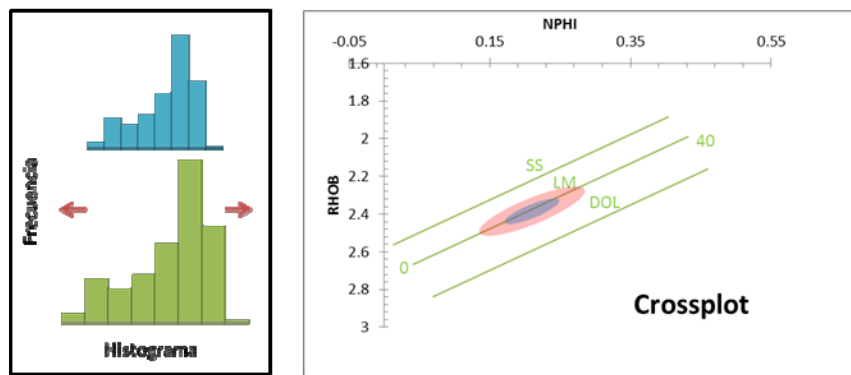 Frecuancia
Histograma
NPHI
-0.05
0.15
0.35
0.55
1.6
1.8
2
2.2
2.4
2.6
2.8
3
RHOB
SS
LM
DOL
40
0
Crossplot